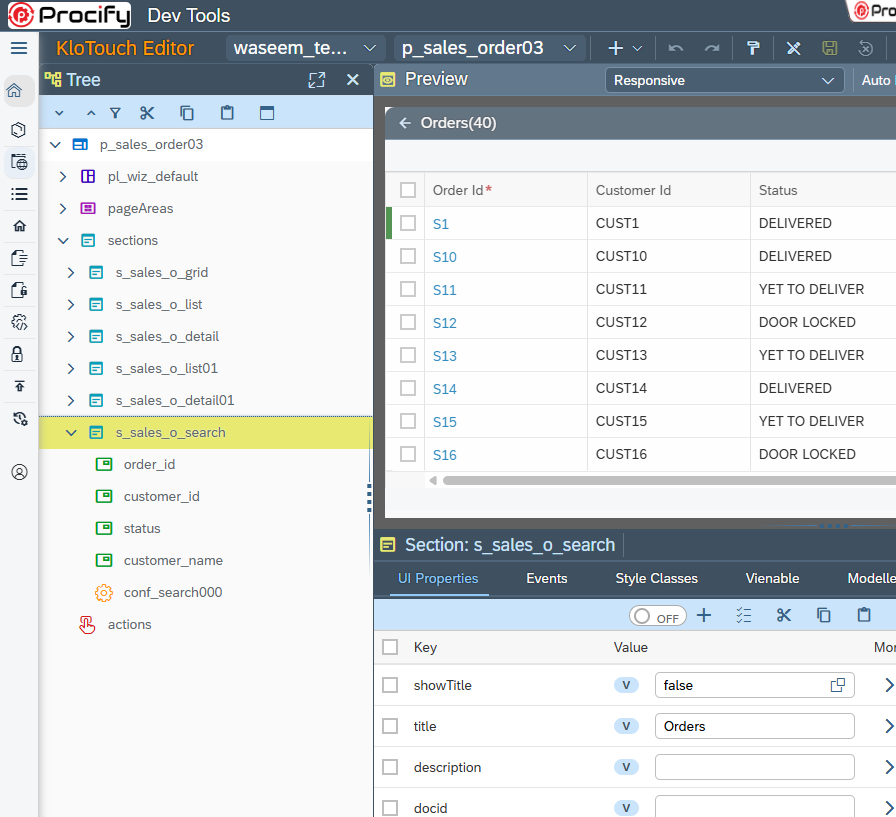 Procify Dev Tools
Pro
KloTouch Editor waseem_te... p_sales_order03
Tree
Preview Responsive Auto
p_sales_order03
pl_wiz_default
pageAreas
sections
s_sales_o_grid
s_sales_o_list
s_sales_o_detail
s_sales_o_list01
s_sales_o_detail01
s_sales_o_search
order_id
customer_id
status
customer_name
conf_search000
actions
Orders(40)
Order Id* Customer Id Status
S1 CUST1 DELIVERED
S10 CUST10 DELIVERED
S11 CUST11 YET TO DELIVER
S12 CUST12 DOOR LOCKED
S13 CUST13 YET TO DELIVER
S14 CUST14 DELIVERED
S15 CUST15 YET TO DELIVER
S16 CUST16 DOOR LOCKED
Section: s_sales_o_search
UI Properties Events Style Classes Vienable Modelle
OFF
Key Value Mor
showTitle V false
title V Orders
description V
docid V